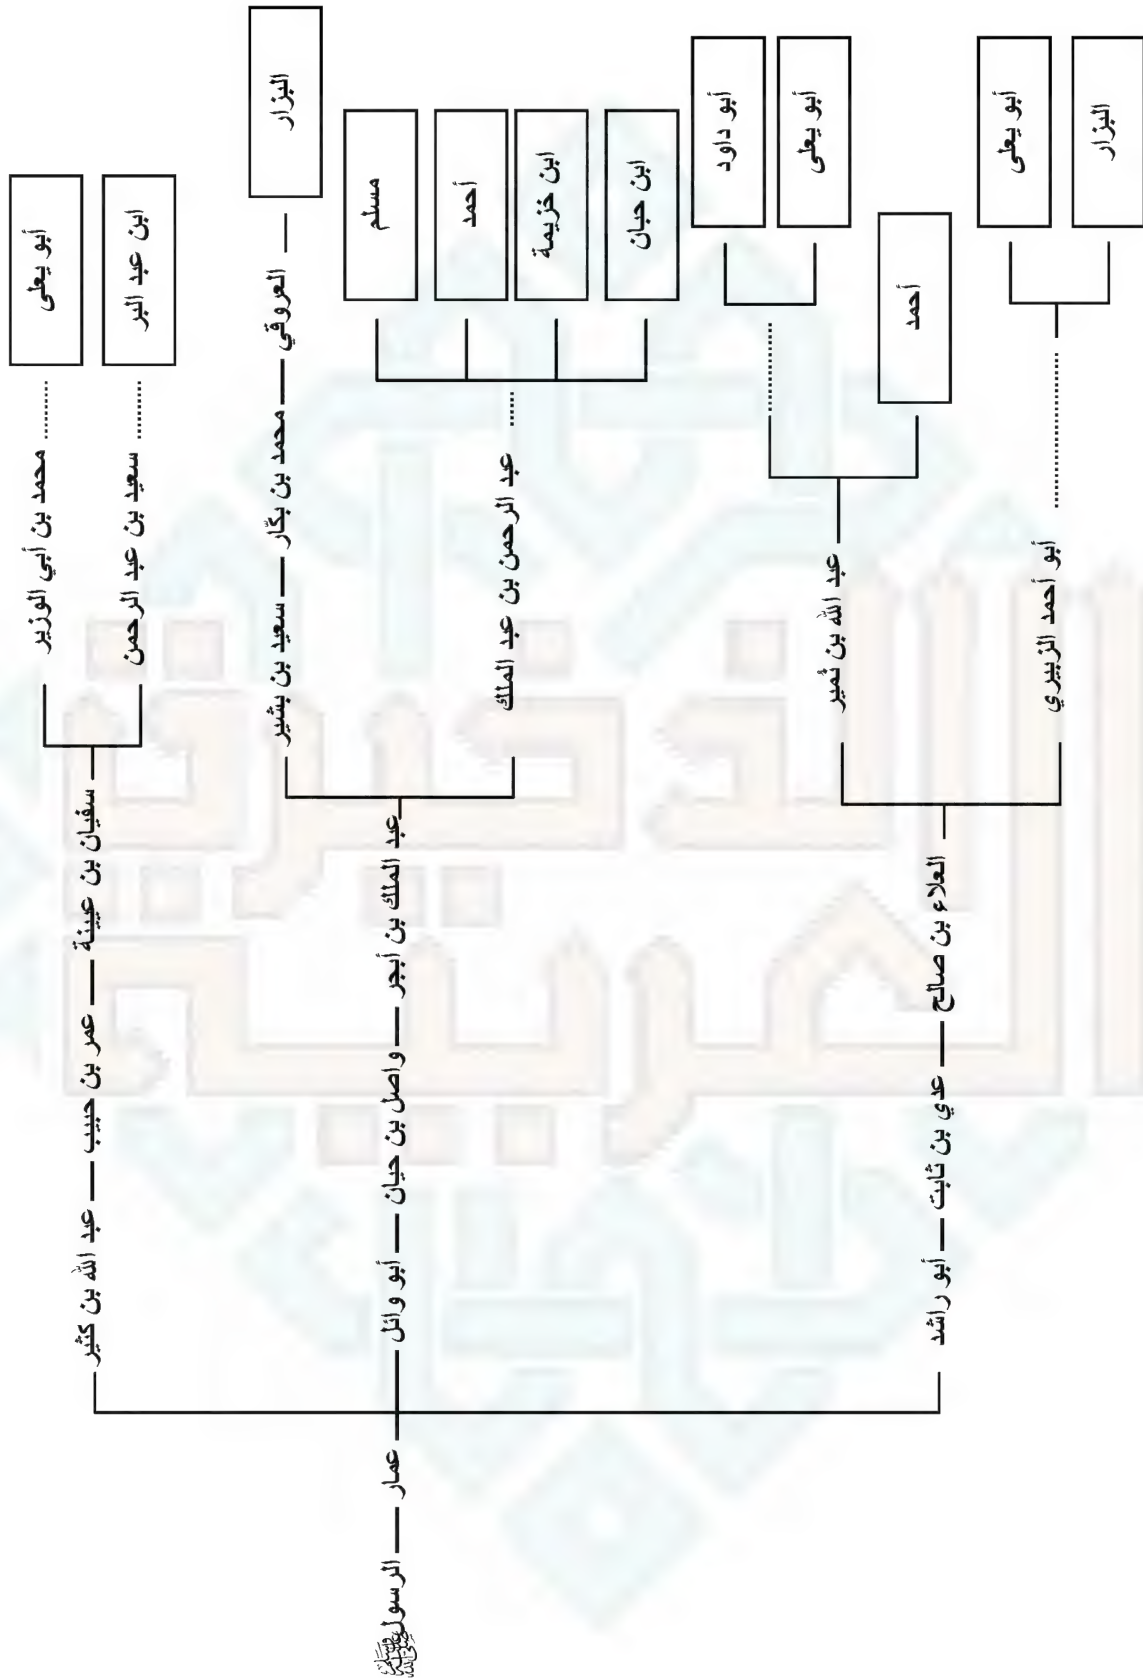 أبو يعلى
محمد بن أبي الوزير
سفيان بن عيينة — عمر بن حبيب — عبد الله بن كثير
ابن عبد البر
سعيد بن عبد الرحمن
البزار — العروقي — محمد بن بكّار — سعيد بن بشير
مسلم
أحمد
ابن خزيمة
ابن حبان
عبد الرحمن بن عبد الملك
عبد الملك بن أبجر — واصل بن حيان — أبو وائل — عمار — الرسول ﷺ
أبو داود
أبو يعلى
أحمد
عبد الله بن نمير
العلاء بن صالح — عدي بن ثابت — أبو راشد
أبو يعلى
البزار
أبو أحمد الزبيري
الذخيرة
العربية